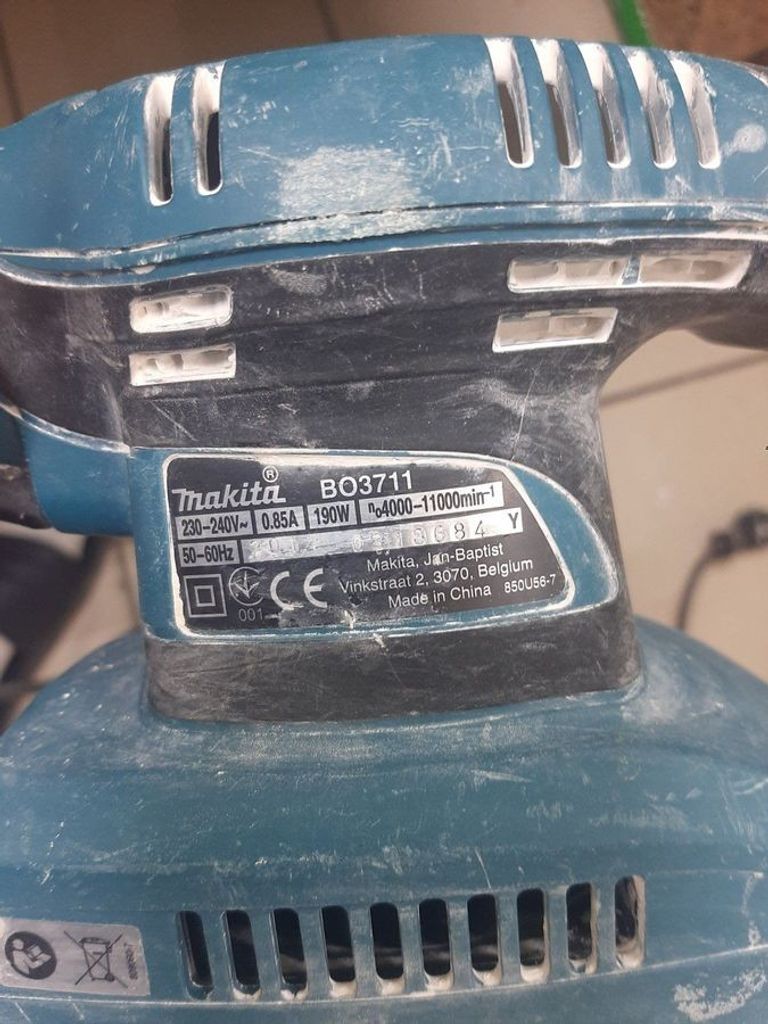 makita® BO3711
230-240V~ 0.85A 190W n₀4000-11000min⁻¹
50-60Hz Y
Makita, Jan-Baptist
Vinkstraat 2, 3070, Belgium
Made in China 850U56-7
001 CE